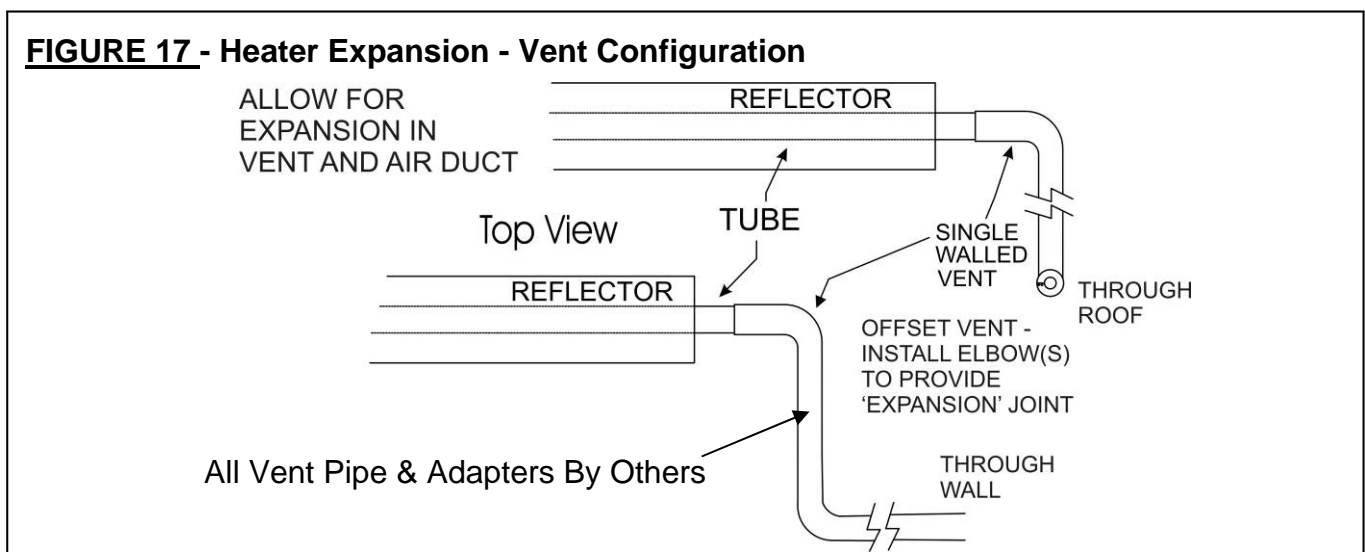 FIGURE 17 - Heater Expansion - Vent Configuration
ALLOW FOR
EXPANSION IN
VENT AND AIR DUCT
REFLECTOR
Top View
TUBE
SINGLE
WALLED
VENT
THROUGH
ROOF
REFLECTOR
OFFSET VENT -
INSTALL ELBOW(S)
TO PROVIDE
‘EXPANSION’ JOINT
All Vent Pipe & Adapters By Others
THROUGH
WALL